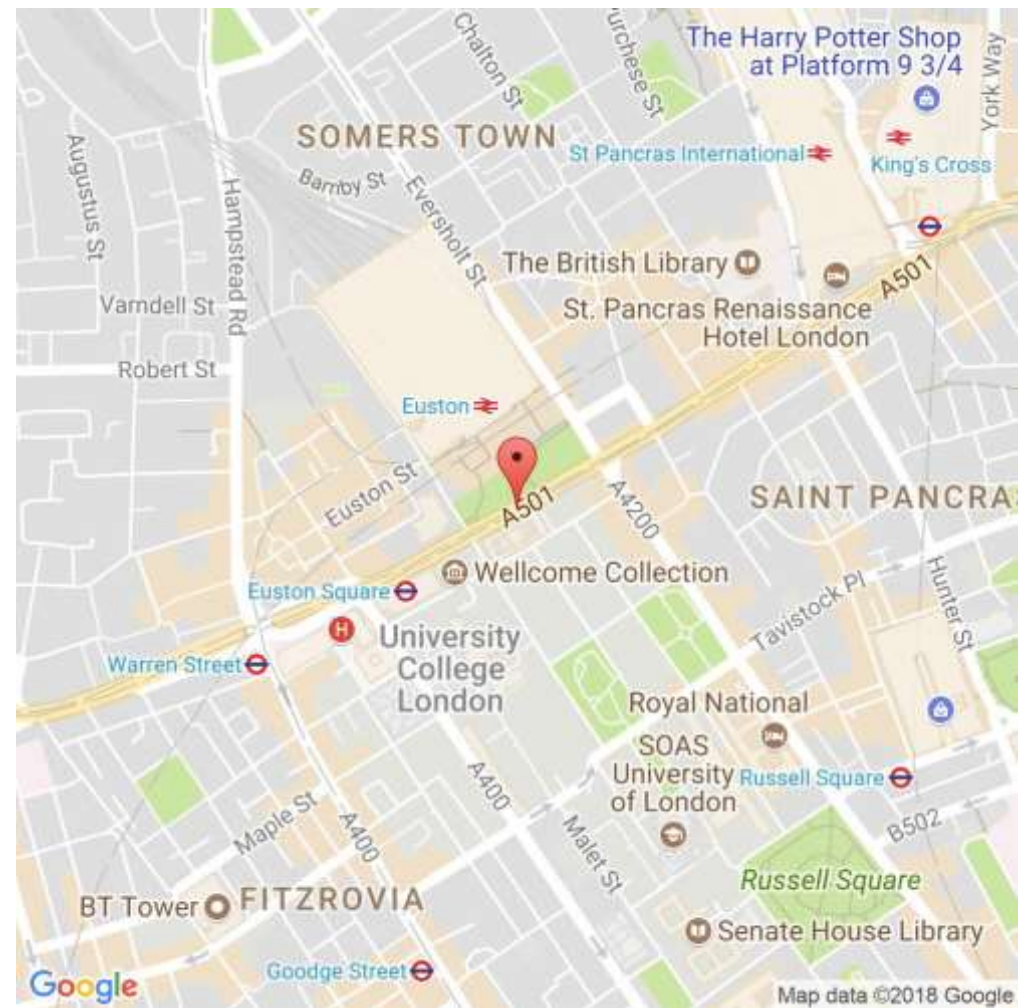 Chalton St
urchese St
The Harry Potter Shop
at Platform 9 3/4
York Way
SOMERS TOWN
St Pancras International
King's Cross
Augustus St
Barnby St
Hampstead Rd
Eversholt St
The British Library
A501
St. Pancras Renaissance
Hotel London
Varndell St
Robert St
Euston
Euston St
A501
A4200
SAINT PANCRAS
Wellcome Collection
Euston Square
Hunter St
Tavistock Pl
H
University
College
London
Warren Street
Royal National
SOAS
University
of London
Russell Square
A400
Maple St
A400
Malet St
B502
Russell Square
BT Tower
FITZROVIA
Senate House Library
Goodge Street
Google
Map data ©2018 Google